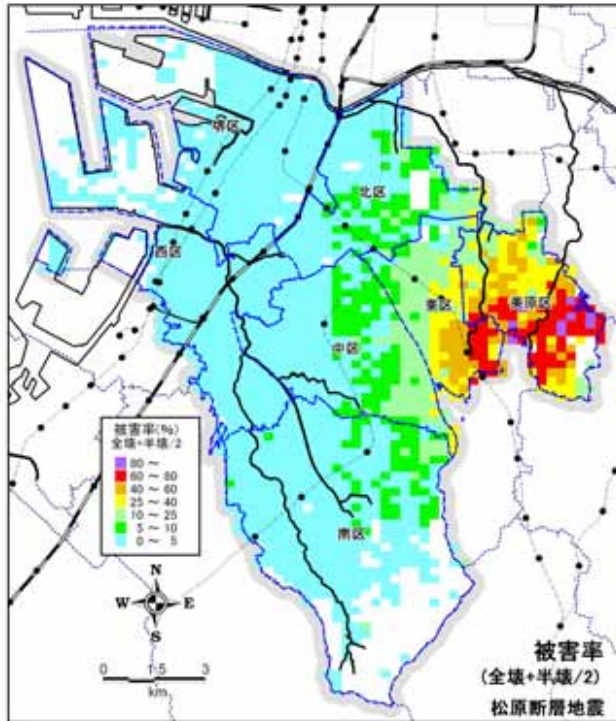 堺区
北区
西区
東区
美原区
中区
南区
被害率(%)
全壊+半壊/2
80 ～
60 ～ 80
40 ～ 60
25 ～ 40
10 ～ 25
5 ～ 10
0 ～ 5
N
W E
S
0 1.5 3
km
被害率
(全壊+半壊/2)
松原断層地震